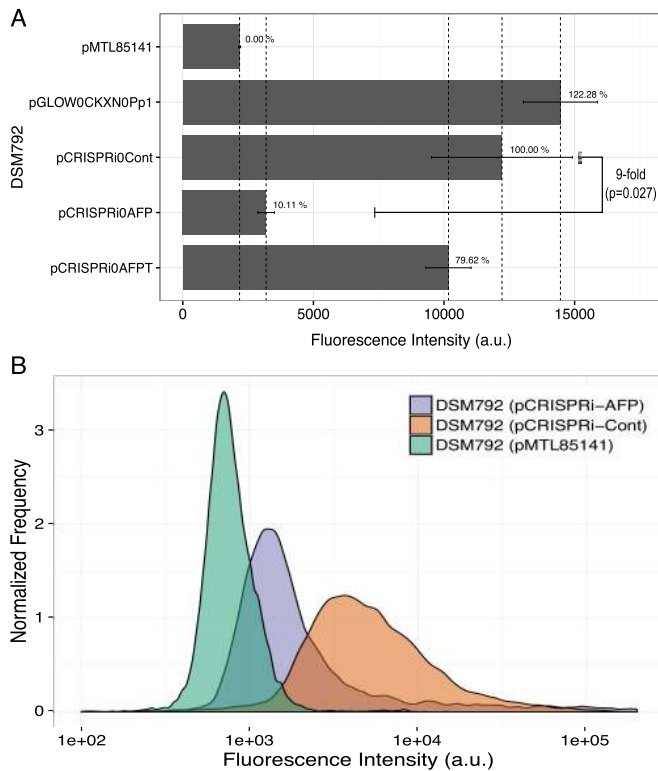 A
DSM792
pMTL85141
0.00 %
pGLOW0CKXN0Pp1
122.28 %
pCRISPRi0Cont
100.00 %
9-fold
(p=0.027)
pCRISPRi0AFP
10.11 %
pCRISPRi0AFPT
79.62 %
0 5000 10000 15000
Fluorescence Intensity (a.u.)
B
DSM792 (pCRISPRi-AFP)
DSM792 (pCRISPRi-Cont)
DSM792 (pMTL85141)
Normalized Frequency
3
2
1
0
1e+02 1e+03 1e+04 1e+05
Fluorescence Intensity (a.u.)